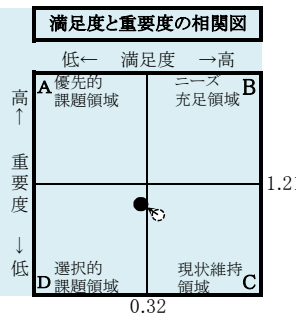 満足度と重要度の相関図
低← 満足度 →高
A 優先的
課題領域
ニーズ
充足領域 B
高
↑
重
要
度
↓
低
1.21
D 選択的
課題領域
現状維持
領域 C
0.32